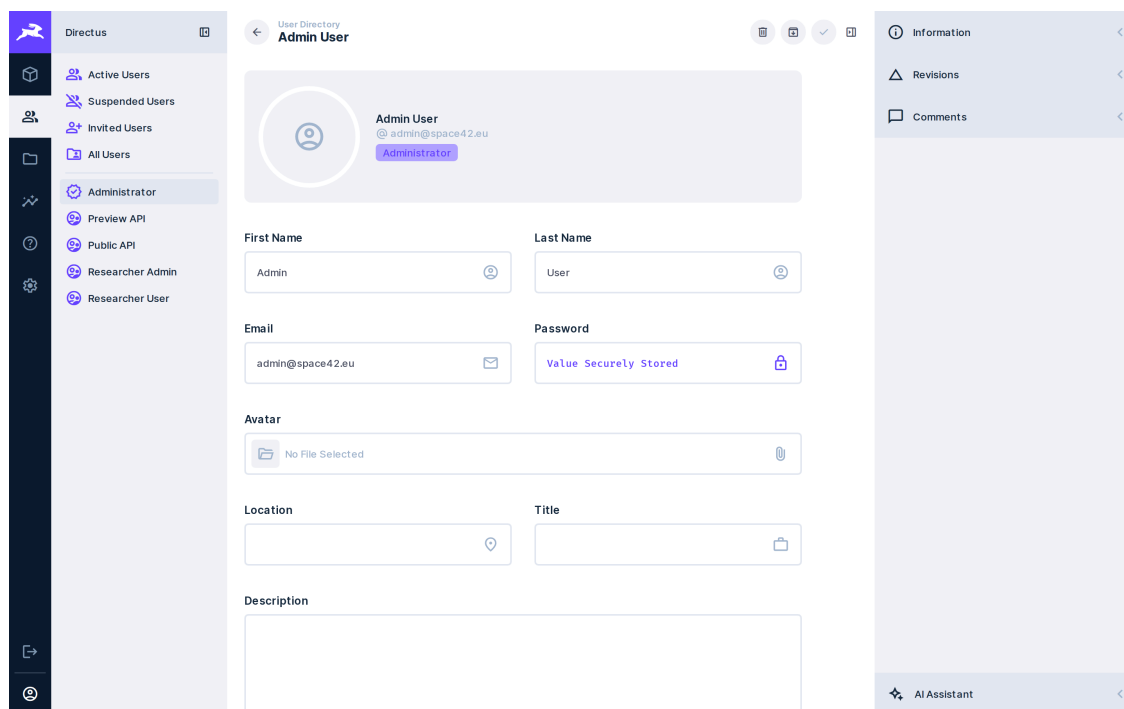 Directus
Active Users
Suspended Users
Invited Users
All Users
Administrator
Preview API
Public API
Researcher Admin
Researcher User
User Directory
Admin User
Admin User
@ admin@space42.eu
Administrator
First Name
Last Name
Admin
User
Email
Password
admin@space42.eu
Value Securely Stored
Avatar
No File Selected
Location
Title
Description
Information
Revisions
Comments
AI Assistant